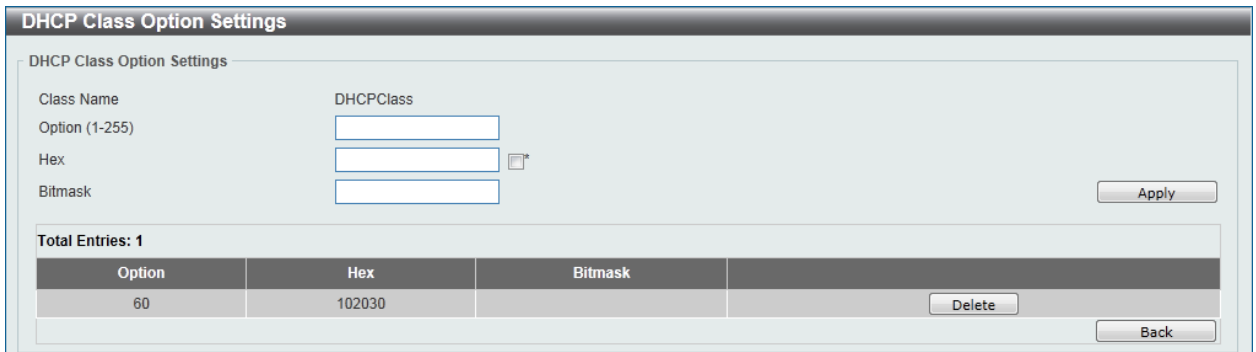 DHCP Class Option Settings
DHCP Class Option Settings
Class Name DHCPClass
Option (1-255)
Hex *
Bitmask Apply
Total Entries: 1
Option Hex Bitmask
60 102030 Delete
Back